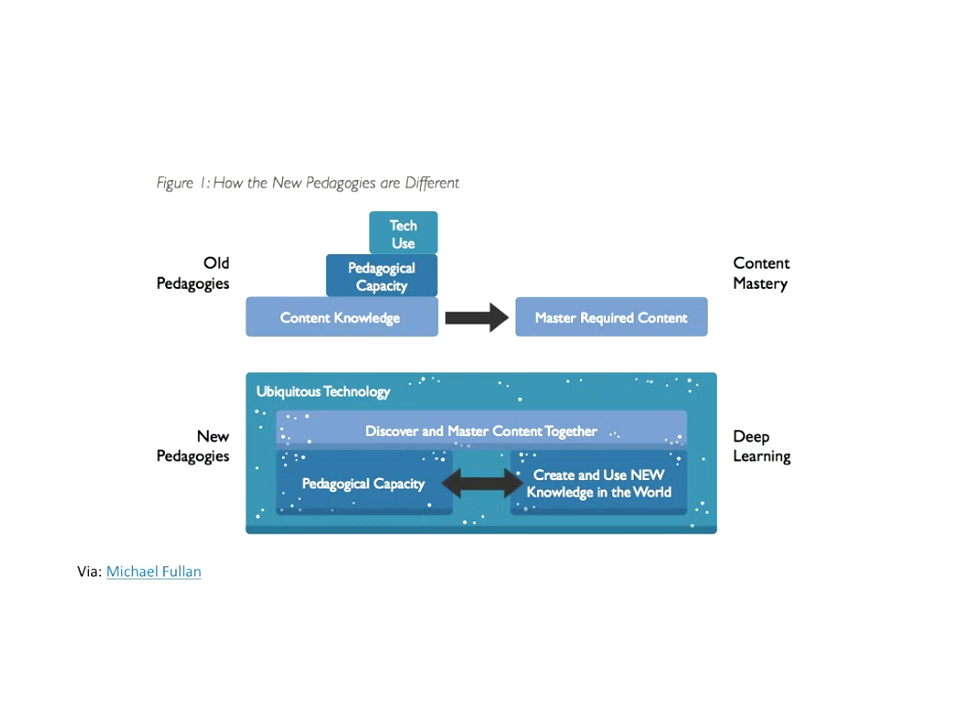 Figure 1: How the New Pedagogies are Different
Tech
Use
Old
Pedagogies
Pedagogical
Capacity
Content
Mastery
Content Knowledge
Master Required Content
Ubiquitous Technology
Discover and Master Content Together
New
Pedagogies
Deep
Learning
Pedagogical Capacity
Create and Use NEW
Knowledge in the World
Via: Michael Fullan